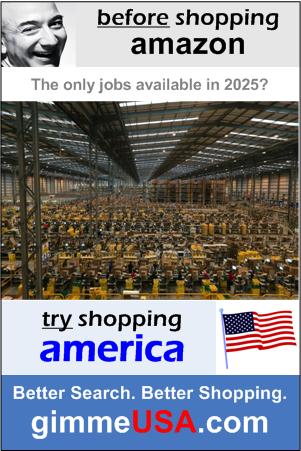 before shopping
amazon
The only jobs available in 2025?
try shopping
america
Better Search. Better Shopping.
gimmeUSA.com